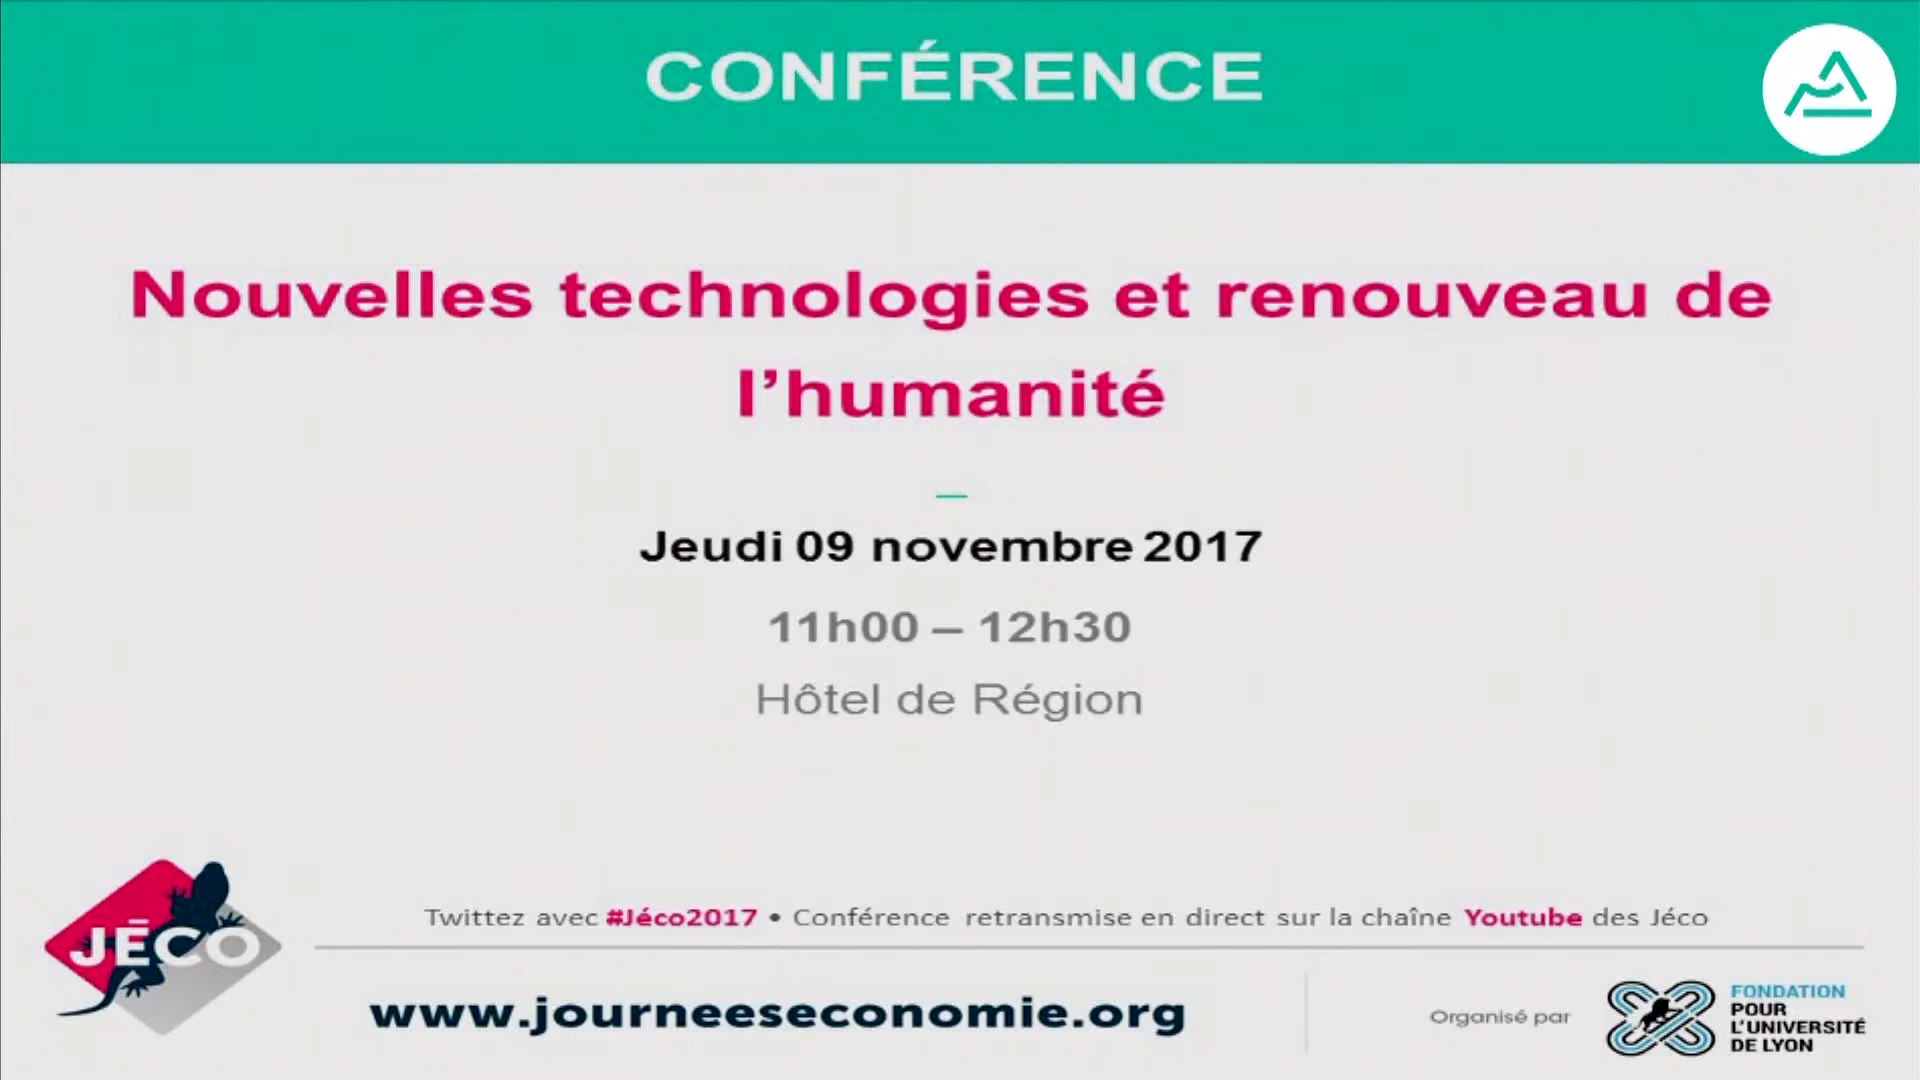 CONFÉRENCE
Nouvelles technologies et renouveau de
l’humanité
Jeudi 09 novembre 2017
11h00 – 12h30
Hôtel de Région
Twittez avec #Jéco2017 • Conférence retransmise en direct sur la chaîne Youtube des Jéco
JĒCO
www.journeeseconomie.org
Organisé par
FONDATION
POUR
L'UNIVERSITÉ
DE LYON